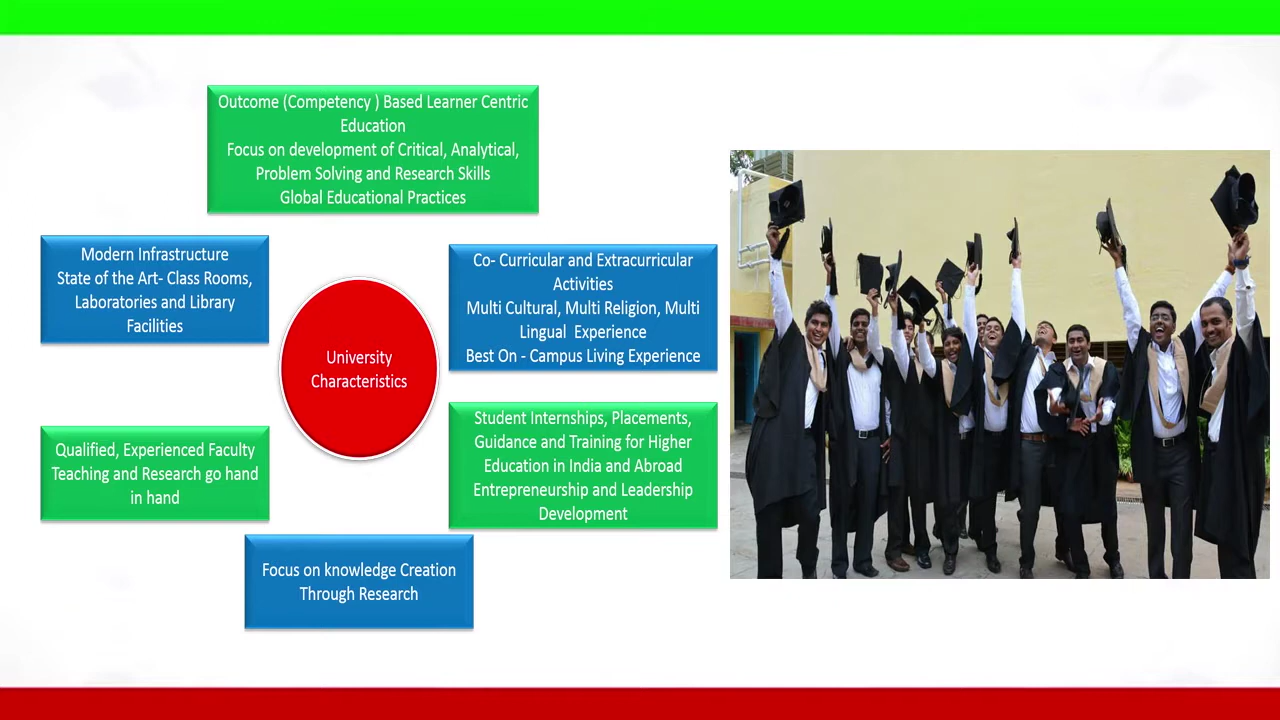 Outcome (Competency ) Based Learner Centric
Education
Focus on development of Critical, Analytical,
Problem Solving and Research Skills
Global Educational Practices
Modern Infrastructure
State of the Art- Class Rooms,
Laboratories and Library
Facilities
Co- Curricular and Extracurricular
Activities
Multi Cultural, Multi Religion, Multi
Lingual Experience
Best On - Campus Living Experience
University
Characteristics
Qualified, Experienced Faculty
Teaching and Research go hand
in hand
Student Internships, Placements,
Guidance and Training for Higher
Education in India and Abroad
Entrepreneurship and Leadership
Development
Focus on knowledge Creation
Through Research